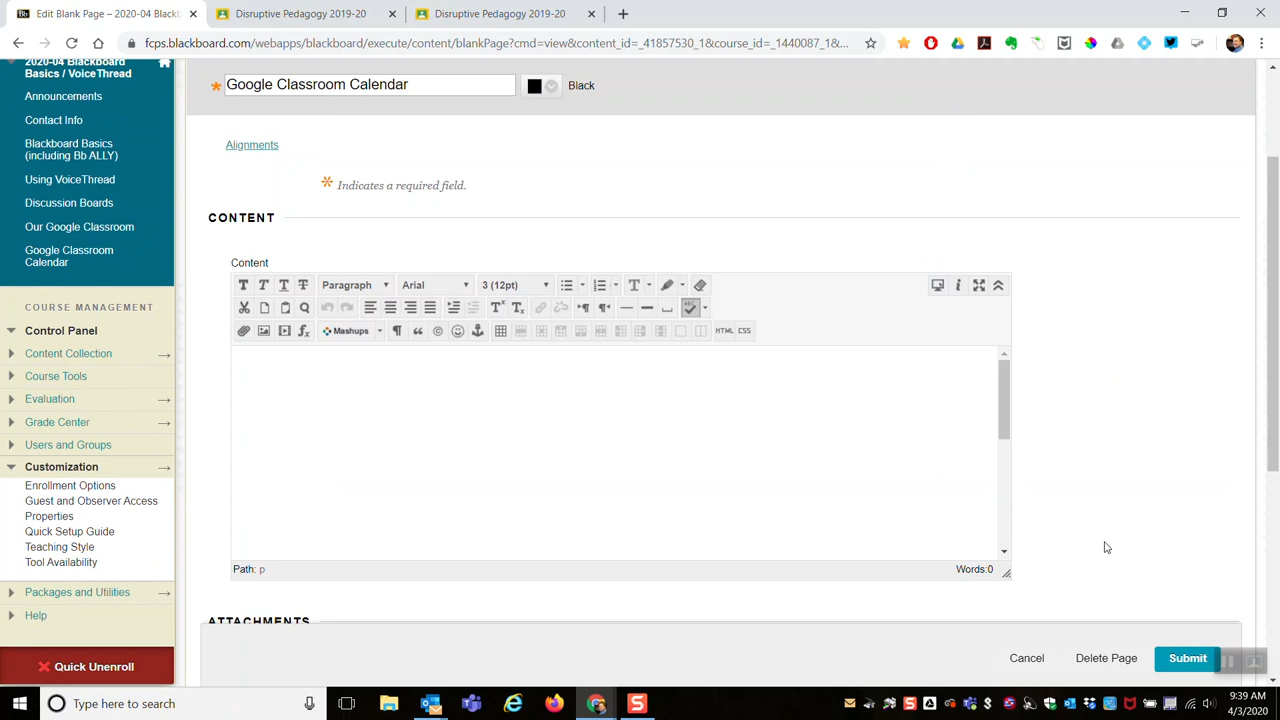 Edit Blank Page – 2020-04 Blackb
Disruptive Pedagogy 2019-20
Disruptive Pedagogy 2019-20
fcps.blackboard.com/webapps/blackboard/execute/content/blankPage?cmd=view&content_id=_41857530_1&course_id=_1440087_1&...
2020-04 Blackboard
Basics / VoiceThread
Announcements
Contact Info
Blackboard Basics
(including Bb ALLY)
Using VoiceThread
Discussion Boards
Our Google Classroom
Google Classroom
Calendar
COURSE MANAGEMENT
Control Panel
Content Collection
Course Tools
Evaluation
Grade Center
Users and Groups
Customization
Enrollment Options
Guest and Observer Access
Properties
Quick Setup Guide
Teaching Style
Tool Availability
Packages and Utilities
Help
Quick Unenroll
Google Classroom Calendar
Black
Alignments
Indicates a required field.
CONTENT
Content
Paragraph
Arial
3 (12pt)
Mashups
HTML CSS
Path: p
Words:0
ATTACHMENTS
Cancel
Delete Page
Submit
Type here to search
9:39 AM
4/3/2020